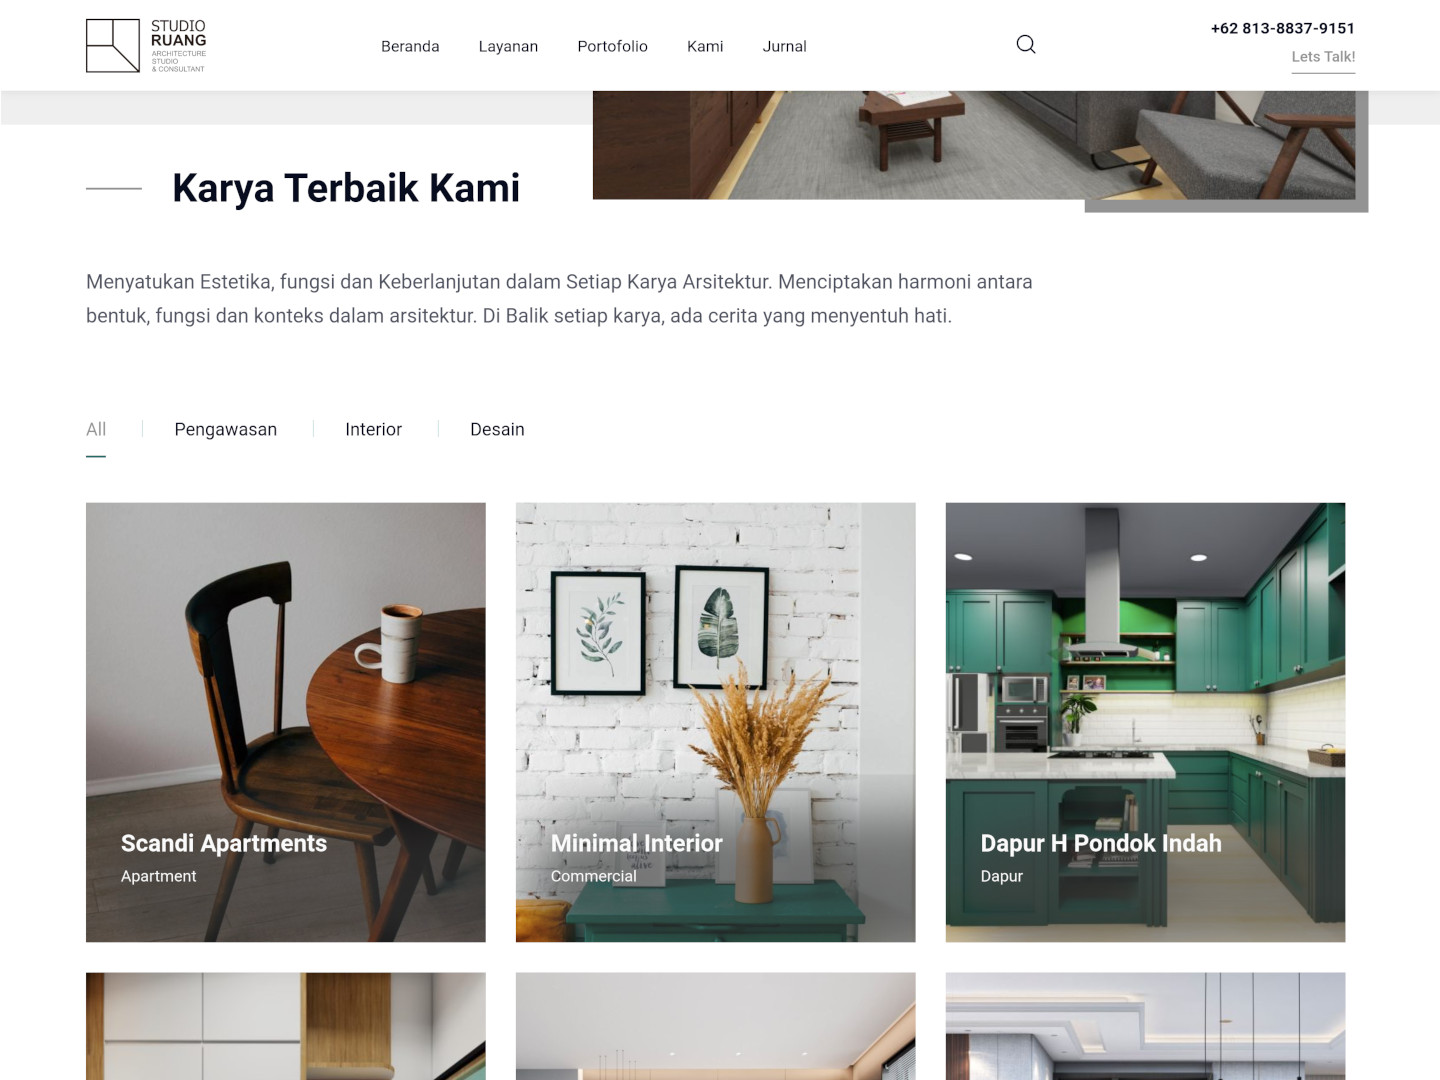 STUDIO
RUANG
ARCHITECTURE
STUDIO
& CONSULTANT
Beranda
Layanan
Portofolio
Kami
Jurnal
+62 813-8837-9151
Lets Talk!
Karya Terbaik Kami
Menyatukan Estetika, fungsi dan Keberlanjutan dalam Setiap Karya Arsitektur. Menciptakan harmoni antara
bentuk, fungsi dan konteks dalam arsitektur. Di Balik setiap karya, ada cerita yang menyentuh hati.
All
Pengawasan
Interior
Desain
Scandi Apartments
Apartment
Minimal Interior
Commercial
Dapur H Pondok Indah
Dapur